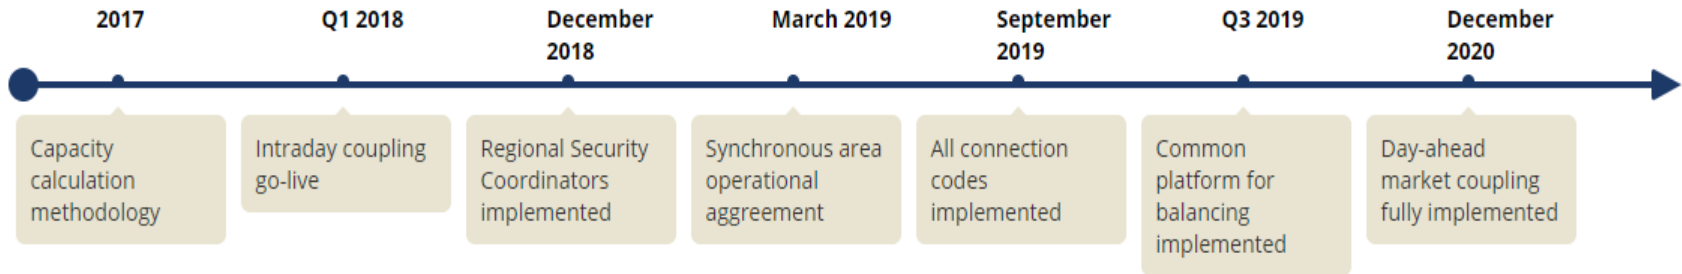 2017
Capacity
calculation
methodology
Q1 2018
Intraday coupling
go-live
December
2018
Regional Security
Coordinators
implemented
March 2019
Synchronous area
operational
aggreement
September
2019
All connection
codes
implemented
Q3 2019
Common
platform for
balancing
implemented
December
2020
Day-ahead
market coupling
fully implemented